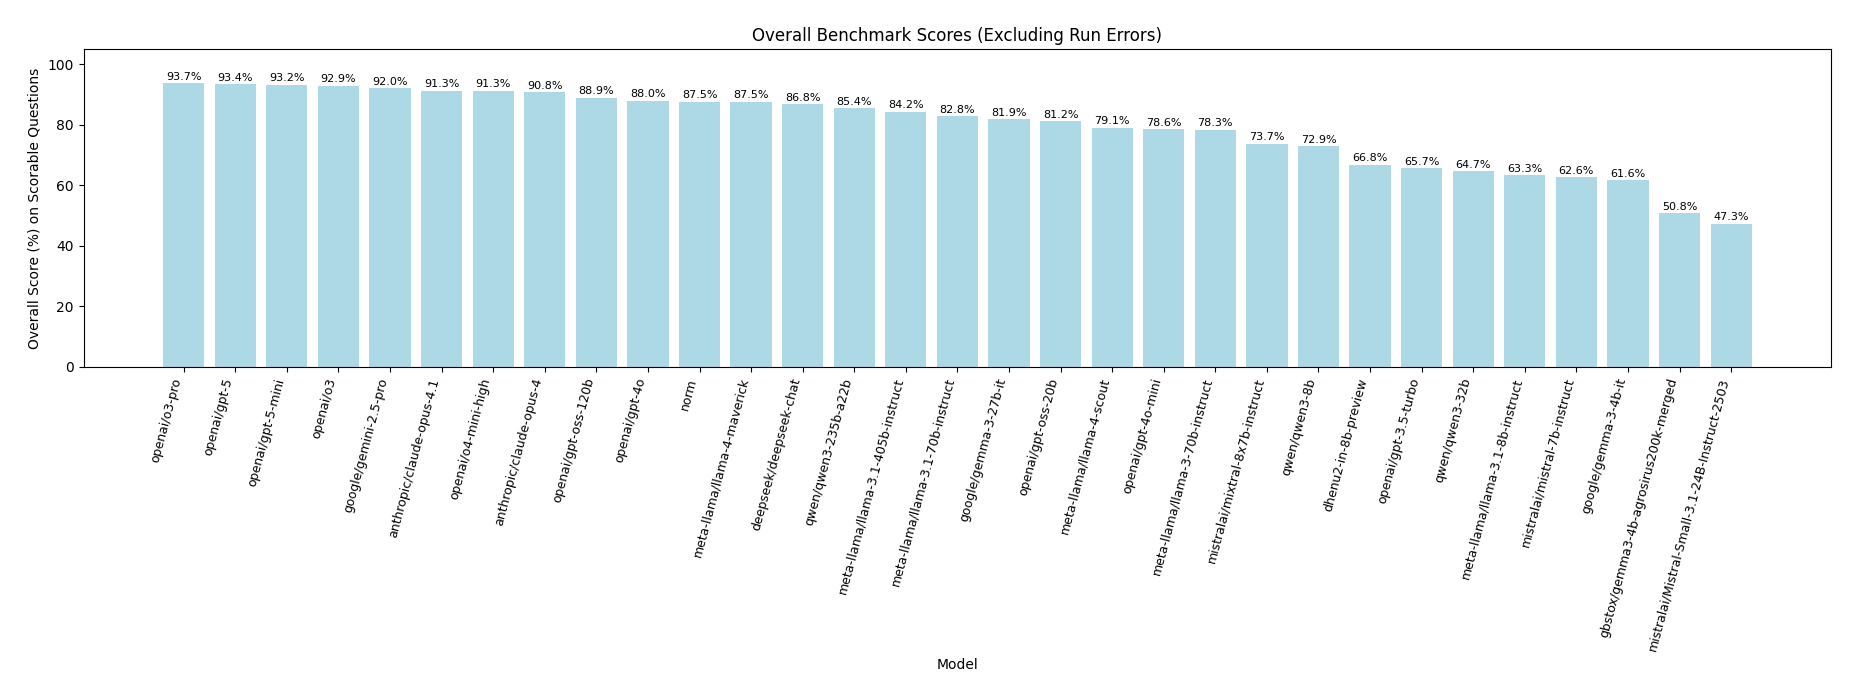 Overall Benchmark Scores (Excluding Run Errors)
Overall Score (%) on Scorable Questions
100
80
60
40
20
0
93.7%
93.4%
93.2%
92.9%
92.0%
91.3%
91.3%
90.8%
88.9%
88.0%
87.5%
87.5%
86.8%
85.4%
84.2%
82.8%
81.9%
81.2%
79.1%
78.6%
78.3%
73.7%
72.9%
66.8%
65.7%
64.7%
63.3%
62.6%
61.6%
50.8%
47.3%
openai/o3-pro
openai/gpt-5
openai/gpt-5-mini
openai/o3
google/gemini-2.5-pro
anthropic/claude-opus-4.1
openai/o4-mini-high
anthropic/claude-opus-4
openai/gpt-oss-120b
openai/gpt-4o
norm
meta-llama/llama-4-maverick
deepseek/deepseek-chat
qwen/qwen3-235b-a22b
meta-llama/llama-3.1-405b-instruct
meta-llama/llama-3.1-70b-instruct
google/gemma-3-27b-it
openai/gpt-oss-20b
meta-llama/llama-4-scout
openai/gpt-4o-mini
meta-llama/llama-3-70b-instruct
mistralai/mixtral-8x7b-instruct
qwen/qwen3-8b
dhenu2-in-8b-preview
openai/gpt-3.5-turbo
qwen/qwen3-32b
meta-llama/llama-3.1-8b-instruct
mistralai/mistral-7b-instruct
google/gemma-3-4b-it
gbstox/gemma3-4b-agrosirus200k-merged
mistralai/Mistral-Small-3.1-24B-Instruct-2503
Model